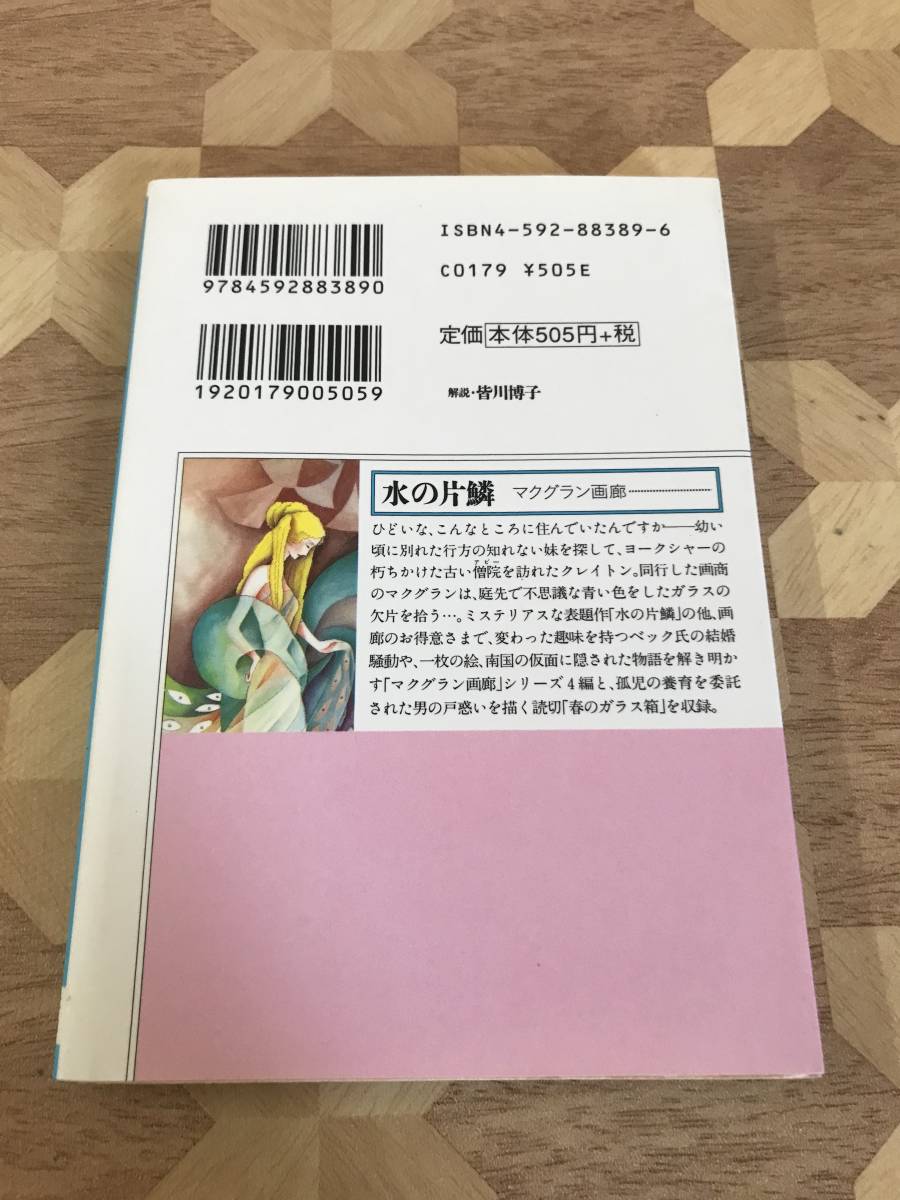 ISBN4-592-88389-6
C0179 ¥505E
9784592883890
定価 本体505円+税
1920179005059
解説・皆川博子
水の片鱗 マクグラン画廊
ひどいな、こんなところに住んでいたんですか──幼い
頃に別れた行方の知れない妹を探して、ヨークシャーの
朽ちかけた古い僧院を訪れたクレイトン。同行した画商
アビー
のマクグランは、庭先で不思議な青い色をしたガラスの
欠片を拾う…。ミステリアスな表題作「水の片鱗」の他、画
廊のお得意さまで、変わった趣味を持つベック氏の結婚
騒動や、一枚の絵、南国の仮面に隠された物語を解き明か
す「マクグラン画廊」シリーズ4編と、孤児の養育を委託
された男の戸惑いを描く読切「春のガラス箱」を収録。